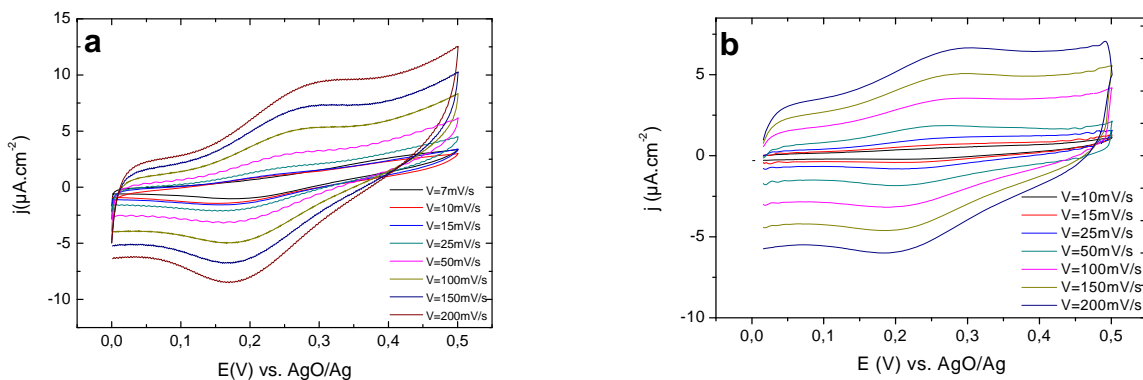 a
15
10
5
0
-5
-10
j(µA.cm-2)
V=7mV/s
V=10mV/s
V=15mV/s
V=25mV/s
V=50mV/s
V=100mV/s
V=150mV/s
V=200mV/s
0,0 0,1 0,2 0,3 0,4 0,5
E(V) vs. AgO/Ag
b
5
0
-5
-10
j (µA.cm-2)
V=10mV/s
V=15mV/s
V=25mV/s
V=50mV/s
V=100mV/s
V=150mV/s
V=200mV/s
0,0 0,1 0,2 0,3 0,4 0,5
E (V) vs. AgO/Ag